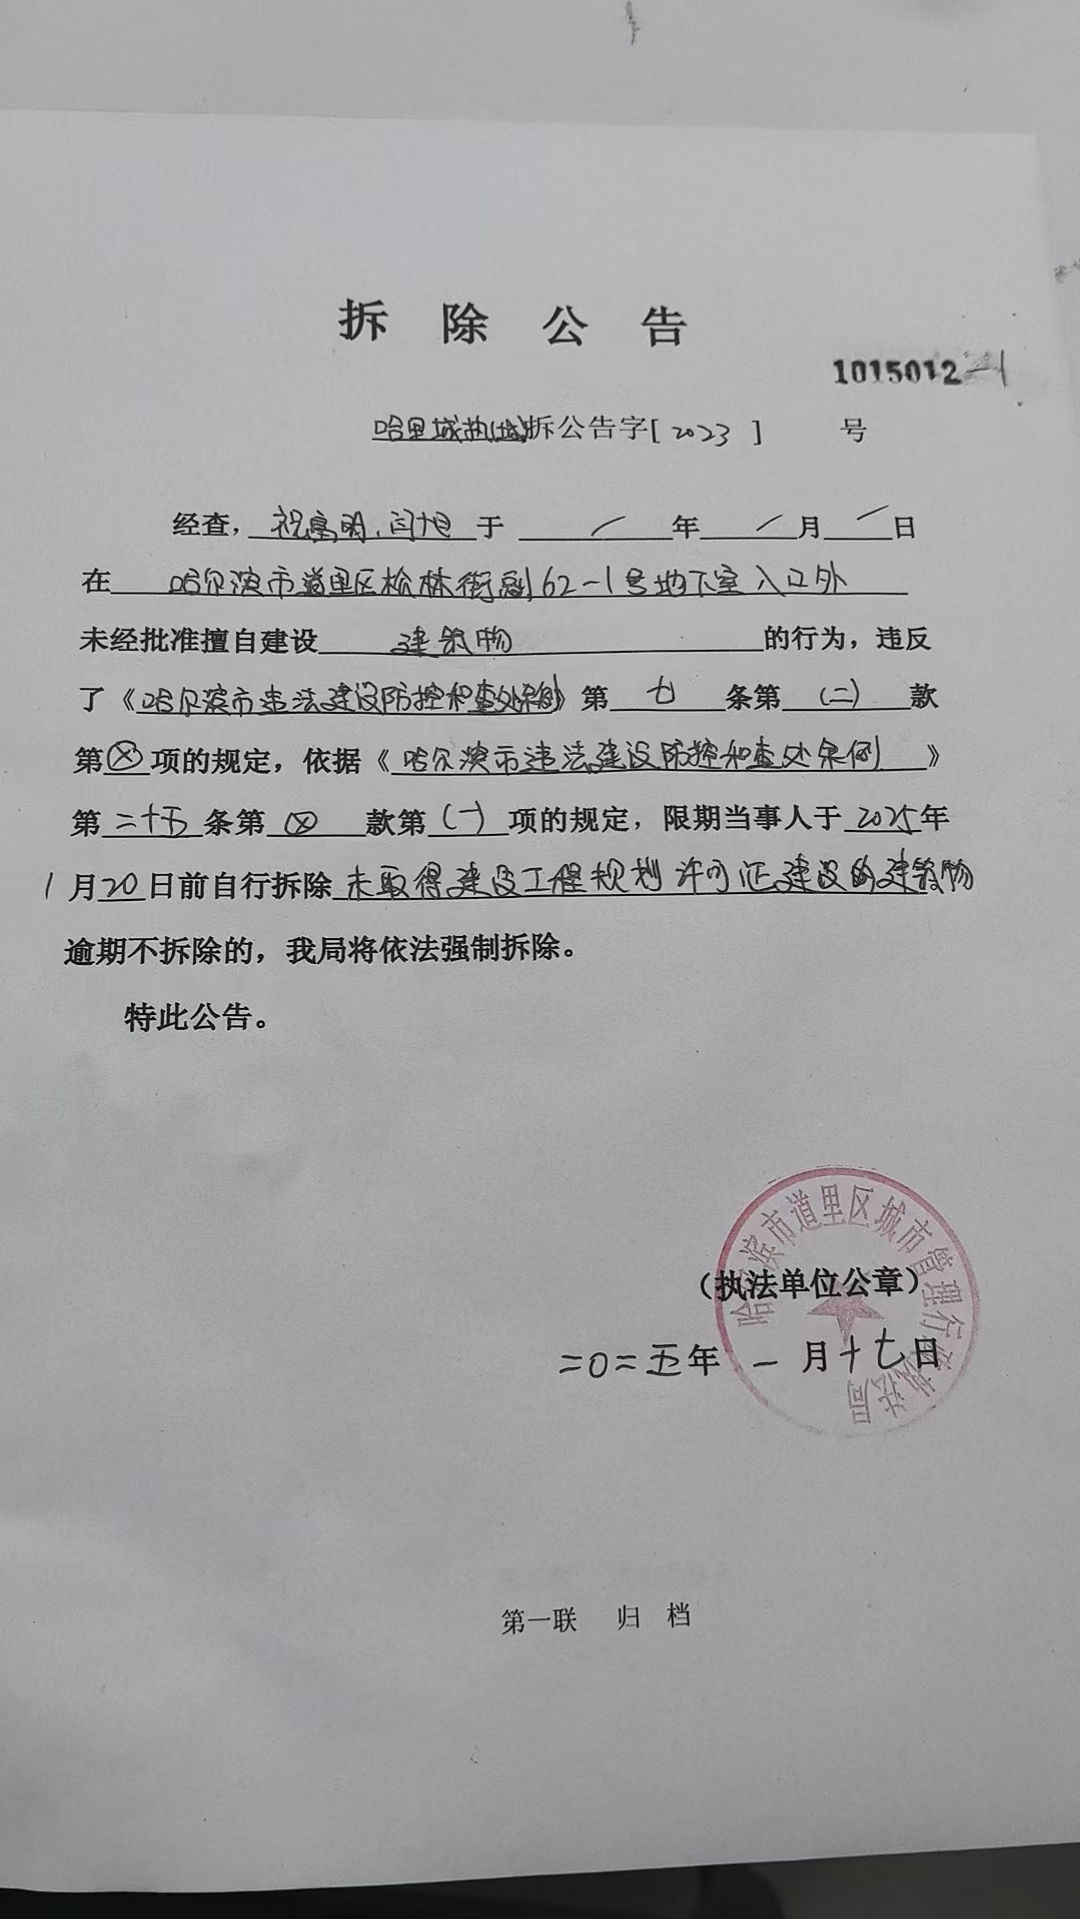 拆除公告
1015012-1
哈里城执(城)拆公告字[2023]号
经查,祝高明、闫旭于/年/月/日
在哈尔滨市道里区松林街副62-1号地下室入口外
未经批准擅自建设建筑物的行为,违反
了《哈尔滨市违法建设防控和查处条例》第七条第(二)款
第⊗项的规定,依据《哈尔滨市违法建设防控和查处条例》
第二十五条第⊗款第(一)项的规定,限期当事人于2025年
1月20日前自行拆除未取得建设工程规划许可证建设的建筑物
逾期不拆除的,我局将依法强制拆除。
特此公告。
哈尔滨市道里区城市管理行政执法局
(执法单位公章)
二〇二五年一月十七日
第一联 归档